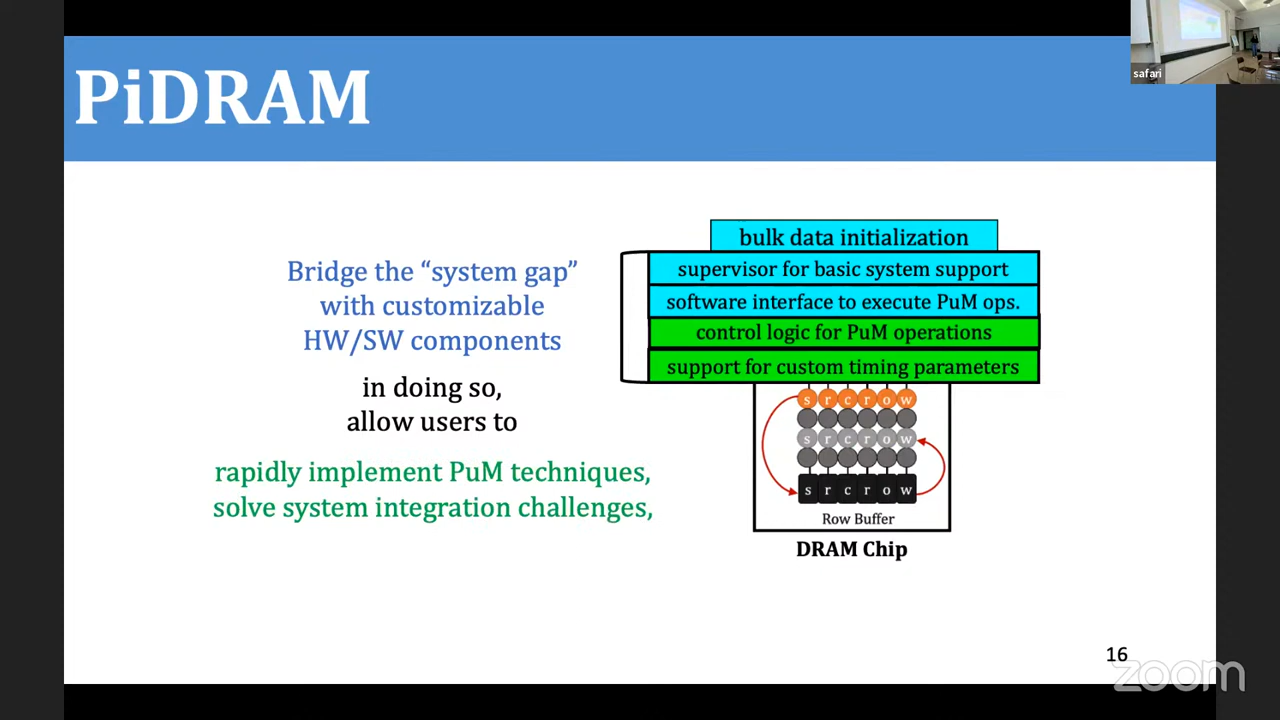 safari
PiDRAM
Bridge the “system gap”
with customizable
HW/SW components
in doing so,
allow users to
rapidly implement PuM techniques,
solve system integration challenges,
bulk data initialization
supervisor for basic system support
software interface to execute PuM ops.
control logic for PuM operations
support for custom timing parameters
s r c r o w
s r c r o w
s r c r o w
Row Buffer
DRAM Chip
16
zoom